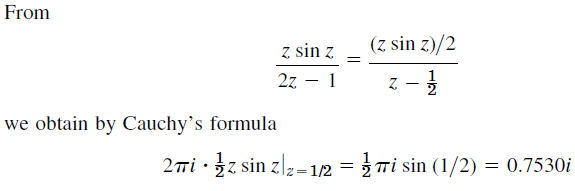 From
z sin z / 2z − 1 = (z sin z)/2 / z − 1/2
we obtain by Cauchy's formula
2πi · 1/2 z sin z|z=1/2 = 1/2 πi sin (1/2) = 0.7530i